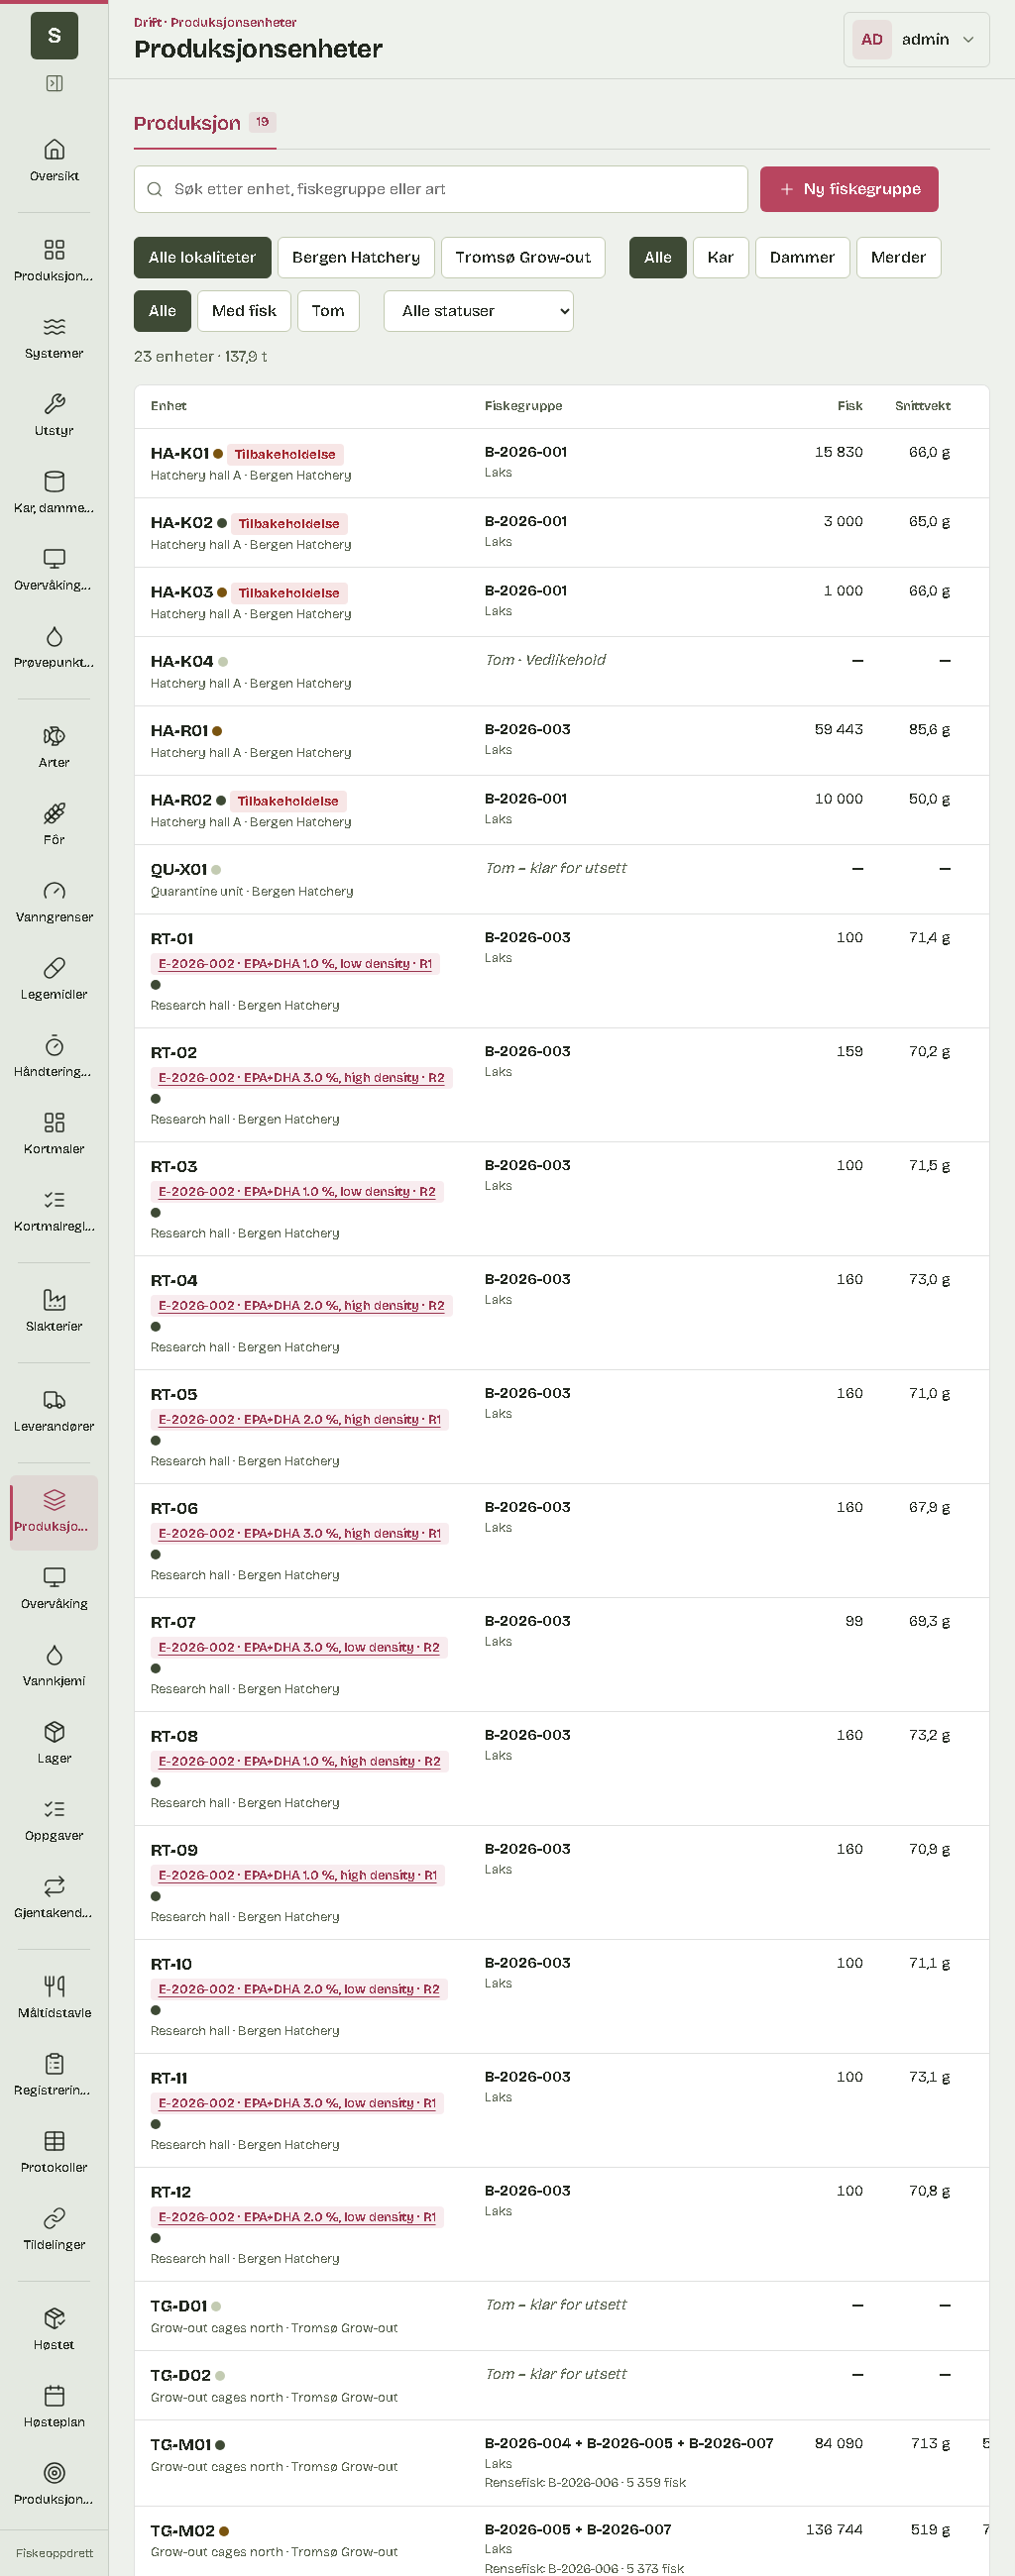 S
Drift · Produksjonsenheter
Produksjonsenheter
AD admin
Oversikt
Produksjon...
Systemer
Utstyr
Kar, damme...
Overvåking...
Prøvepunkt...
Arter
Fôr
Vanngrenser
Legemidler
Håndtering...
Kortmaler
Kortmalregl...
Slakterier
Leverandører
Produksjo...
Overvåking
Vannkjemi
Lager
Oppgaver
Gjentakend...
Måltidstavle
Registrerin...
Protokoller
Tildelinger
Høstet
Høsteplan
Produksjon...
Fiskeoppdrett
Produksjon 19
Søk etter enhet, fiskegruppe eller art
Ny fiskegruppe
Alle lokaliteter Bergen Hatchery Tromsø Grow-out Alle Kar Dammer Merder
Alle Med fisk Tom Alle statuser
23 enheter · 137,9 t
Enhet Fiskegruppe Fisk Snittvekt
HA-K01 Tilbakeholdelse B-2026-001 15 830 66,0 g
Hatchery hall A · Bergen Hatchery Laks
HA-K02 Tilbakeholdelse B-2026-001 3 000 65,0 g
Hatchery hall A · Bergen Hatchery Laks
HA-K03 Tilbakeholdelse B-2026-001 1 000 66,0 g
Hatchery hall A · Bergen Hatchery Laks
HA-K04 Tom · Vedlikehold — —
Hatchery hall A · Bergen Hatchery
HA-R01 B-2026-003 59 443 85,6 g
Hatchery hall A · Bergen Hatchery Laks
HA-R02 Tilbakeholdelse B-2026-001 10 000 50,0 g
Hatchery hall A · Bergen Hatchery Laks
QU-X01 Tom – klar for utsett — —
Quarantine unit · Bergen Hatchery
RT-01 B-2026-003 100 71,4 g
E-2026-002 · EPA+DHA 1.0 %, low density · R1 Laks
Research hall · Bergen Hatchery
RT-02 B-2026-003 159 70,2 g
E-2026-002 · EPA+DHA 3.0 %, high density · R2 Laks
Research hall · Bergen Hatchery
RT-03 B-2026-003 100 71,5 g
E-2026-002 · EPA+DHA 1.0 %, low density · R2 Laks
Research hall · Bergen Hatchery
RT-04 B-2026-003 160 73,0 g
E-2026-002 · EPA+DHA 2.0 %, high density · R2 Laks
Research hall · Bergen Hatchery
RT-05 B-2026-003 160 71,0 g
E-2026-002 · EPA+DHA 2.0 %, high density · R1 Laks
Research hall · Bergen Hatchery
RT-06 B-2026-003 160 67,9 g
E-2026-002 · EPA+DHA 3.0 %, high density · R1 Laks
Research hall · Bergen Hatchery
RT-07 B-2026-003 99 69,3 g
E-2026-002 · EPA+DHA 3.0 %, low density · R2 Laks
Research hall · Bergen Hatchery
RT-08 B-2026-003 160 73,2 g
E-2026-002 · EPA+DHA 1.0 %, high density · R2 Laks
Research hall · Bergen Hatchery
RT-09 B-2026-003 160 70,9 g
E-2026-002 · EPA+DHA 1.0 %, high density · R1 Laks
Research hall · Bergen Hatchery
RT-10 B-2026-003 100 71,1 g
E-2026-002 · EPA+DHA 2.0 %, low density · R2 Laks
Research hall · Bergen Hatchery
RT-11 B-2026-003 100 73,1 g
E-2026-002 · EPA+DHA 3.0 %, low density · R1 Laks
Research hall · Bergen Hatchery
RT-12 B-2026-003 100 70,8 g
E-2026-002 · EPA+DHA 2.0 %, low density · R1 Laks
Research hall · Bergen Hatchery
TG-D01 Tom – klar for utsett — —
Grow-out cages north · Tromsø Grow-out
TG-D02 Tom – klar for utsett — —
Grow-out cages north · Tromsø Grow-out
TG-M01 B-2026-004 + B-2026-005 + B-2026-007 84 090 713 g
Grow-out cages north · Tromsø Grow-out Laks
Rensefisk: B-2026-006 · 5 359 fisk
TG-M02 B-2026-005 + B-2026-007 136 744 519 g
Grow-out cages north · Tromsø Grow-out Laks
Rensefisk: B-2026-006 · 5 373 fisk